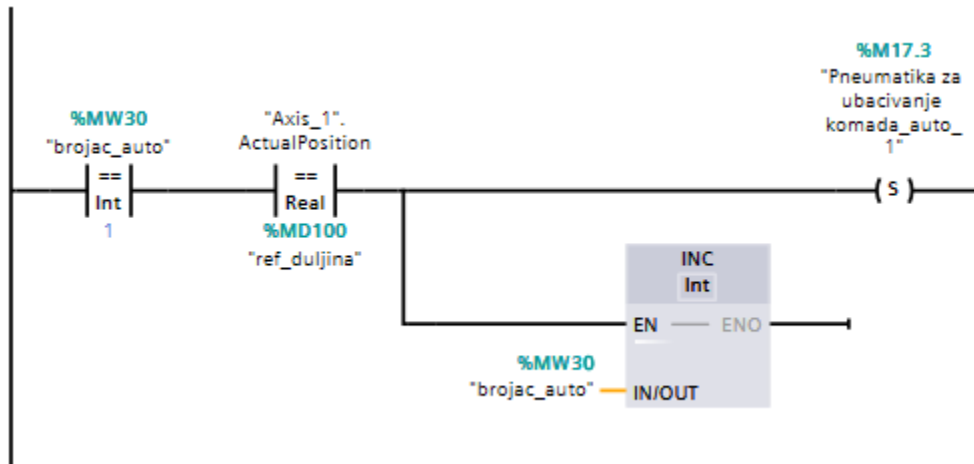 %M17.3
"Pneumatika za
ubacivanje
komada_auto_
1"
%MW30
"brojac_auto"
==
Int
1
"Axis_1".
ActualPosition
==
Real
%MD100
"ref_duljina"
S
INC
Int
EN
ENO
%MW30
"brojac_auto"
IN/OUT